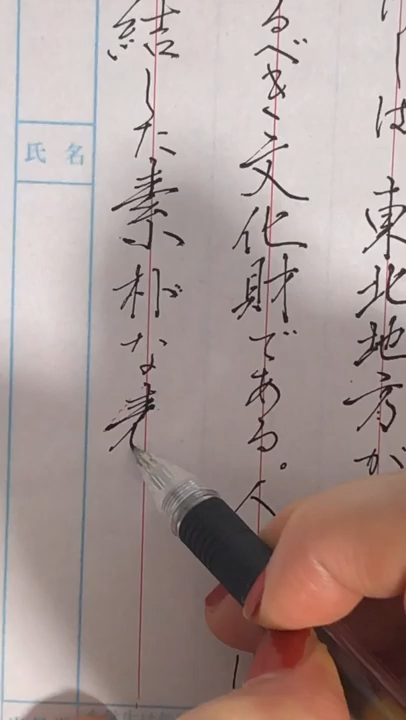 は東北地方が
るべき文化財である。人
結した素朴な
氏名